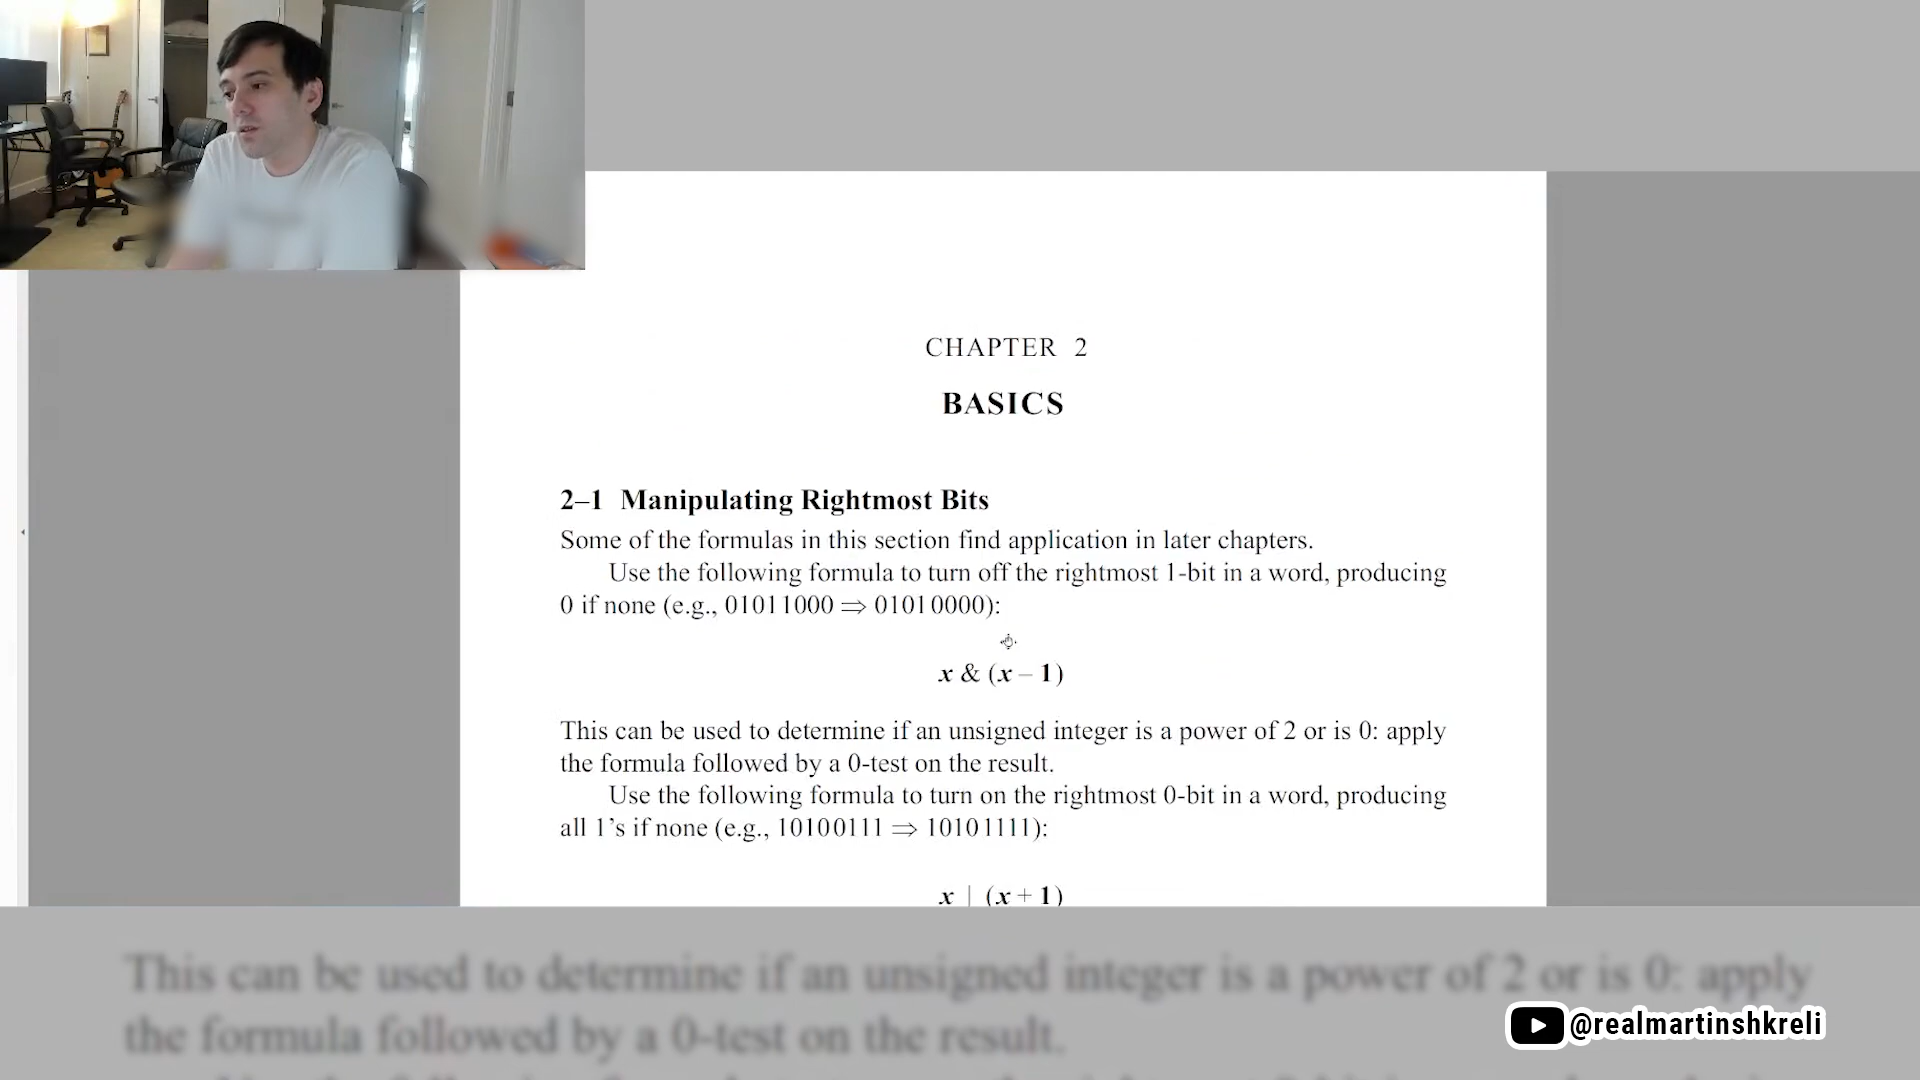 CHAPTER 2
BASICS
2–1 Manipulating Rightmost Bits
Some of the formulas in this section find application in later chapters.
Use the following formula to turn off the rightmost 1-bit in a word, producing
0 if none (e.g., 01011000 ⇒ 01010000):
x & (x – 1)
This can be used to determine if an unsigned integer is a power of 2 or is 0: apply
the formula followed by a 0-test on the result.
Use the following formula to turn on the rightmost 0-bit in a word, producing
all 1’s if none (e.g., 10100111 ⇒ 10101111):
x | (x + 1)
This can be used to determine if an unsigned integer is a power of 2 or is 0: apply
the formula followed by a 0-test on the result.
@realmartinshkreli